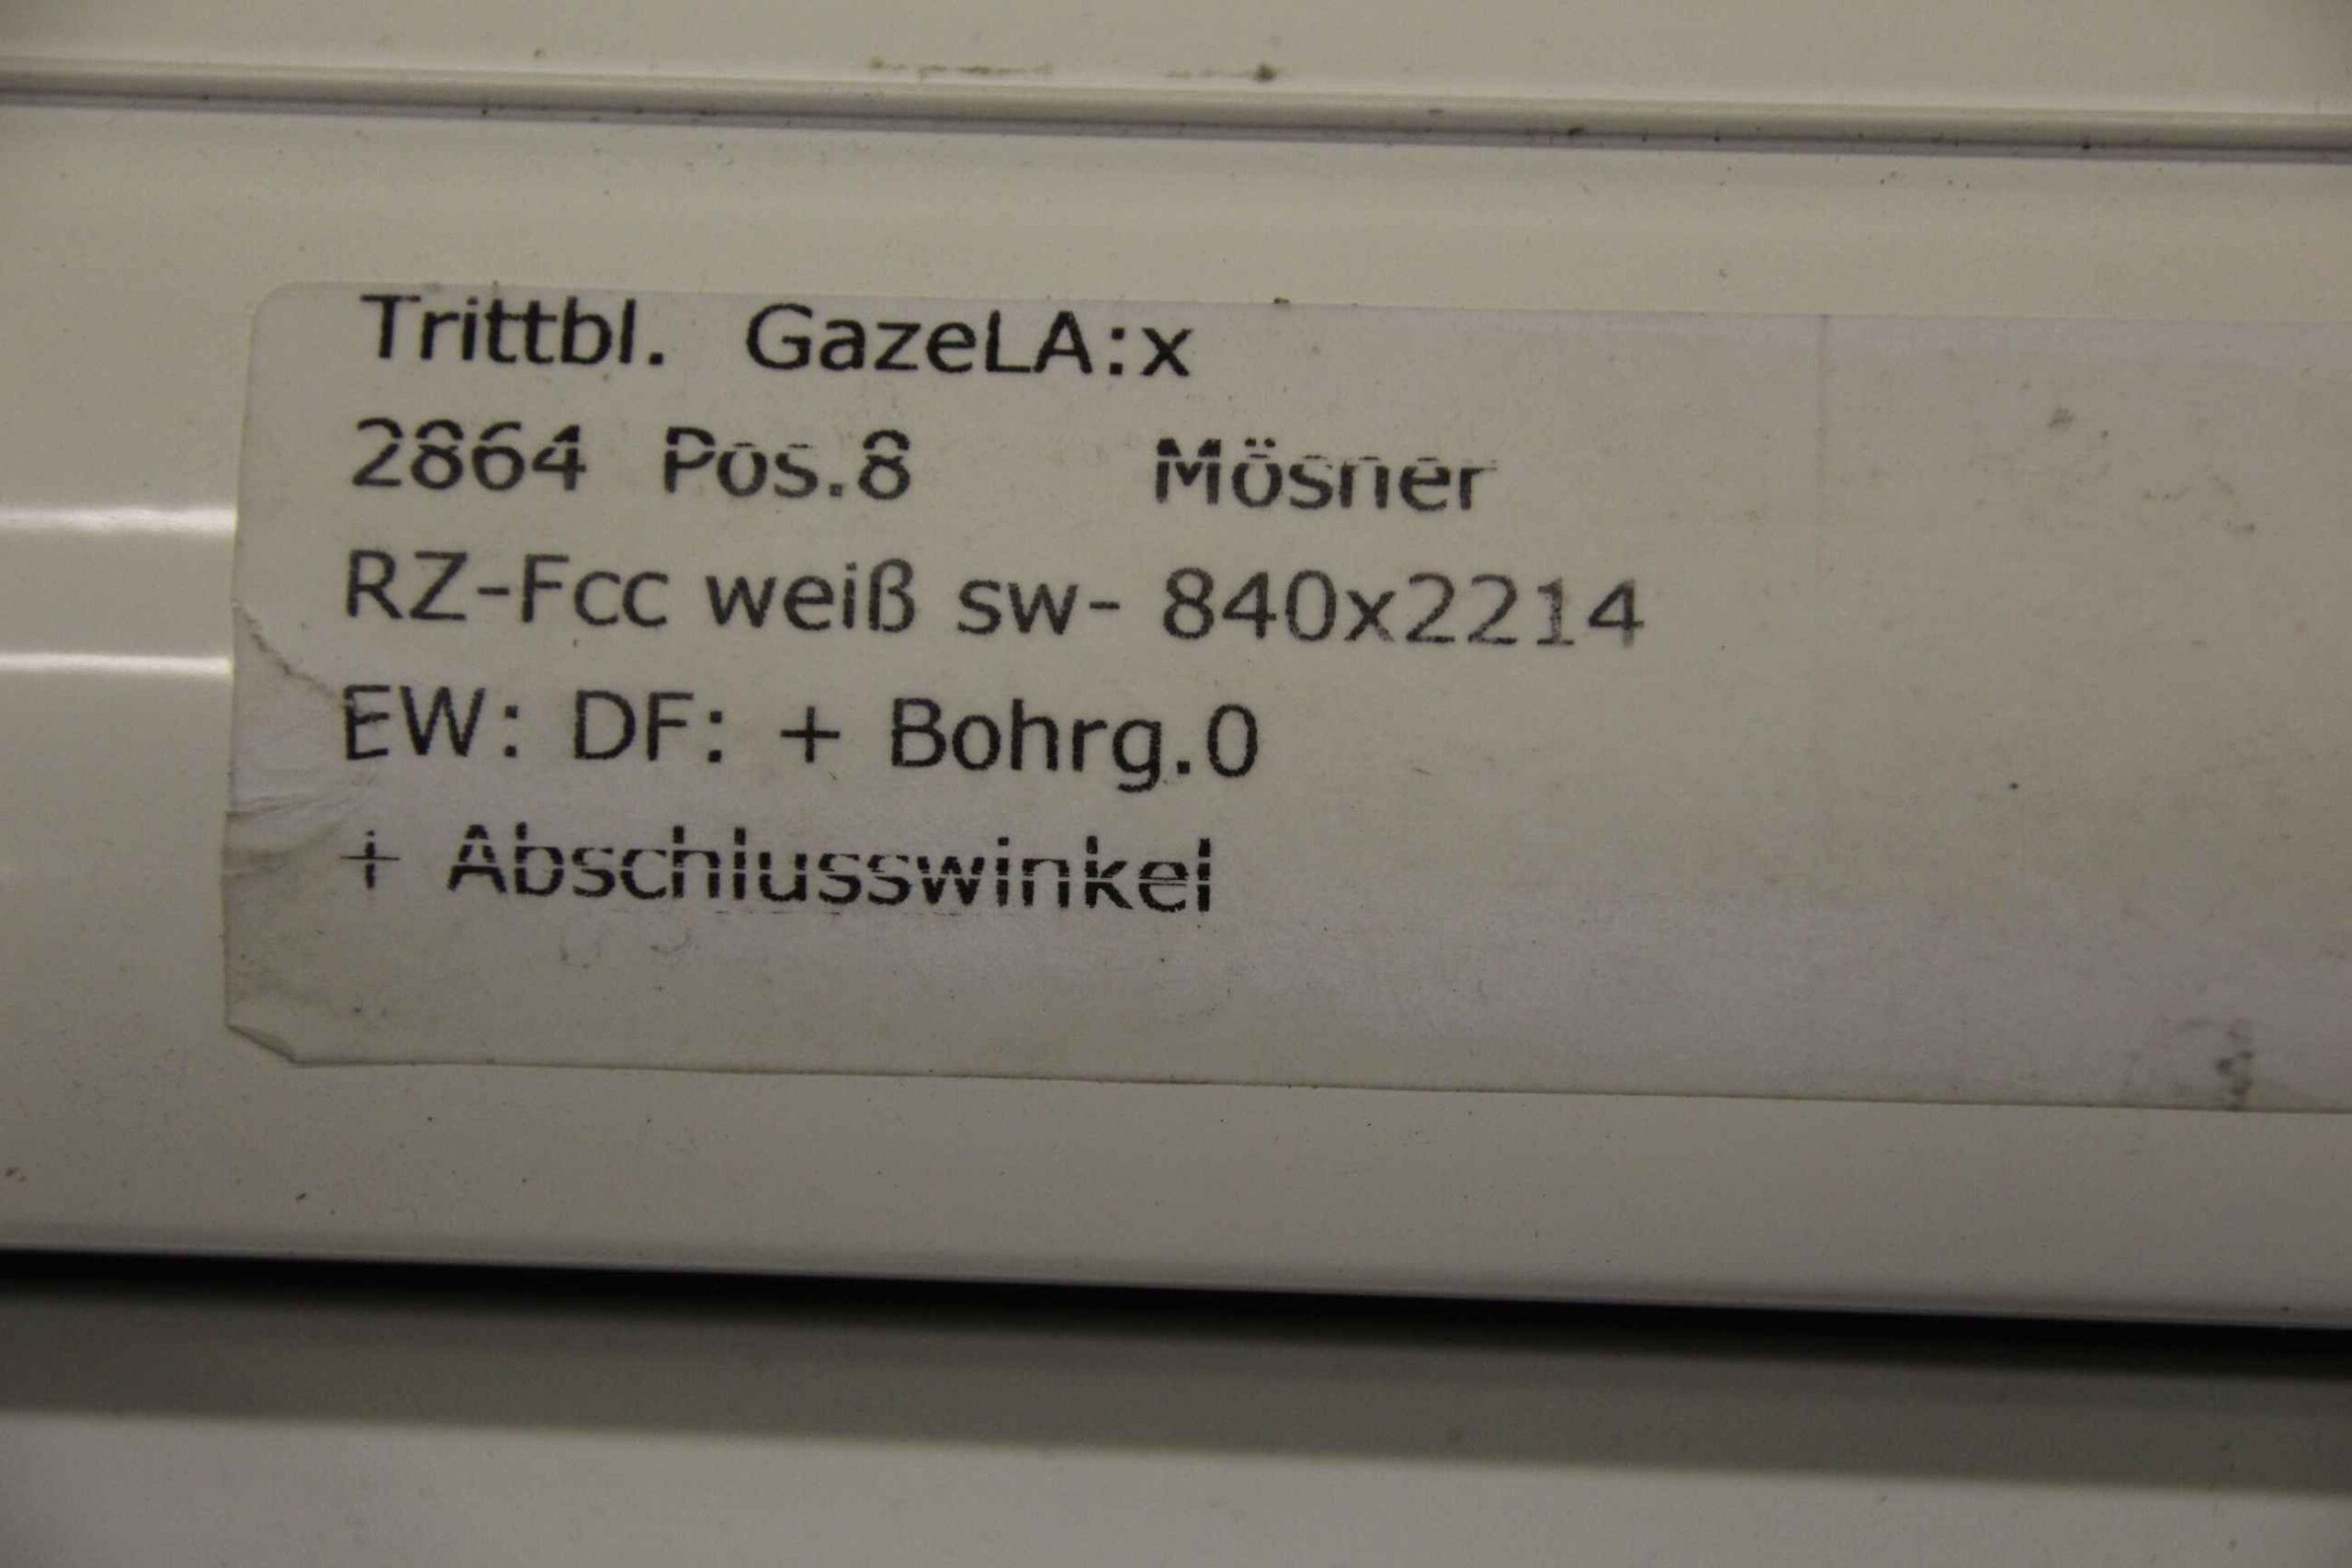 Trittbl. GazeLA:x
2864 Pos.8 Mösner
RZ-Fcc weiß sw- 840x2214
EW: DF: + Bohrg.0
+ Abschlusswinkel